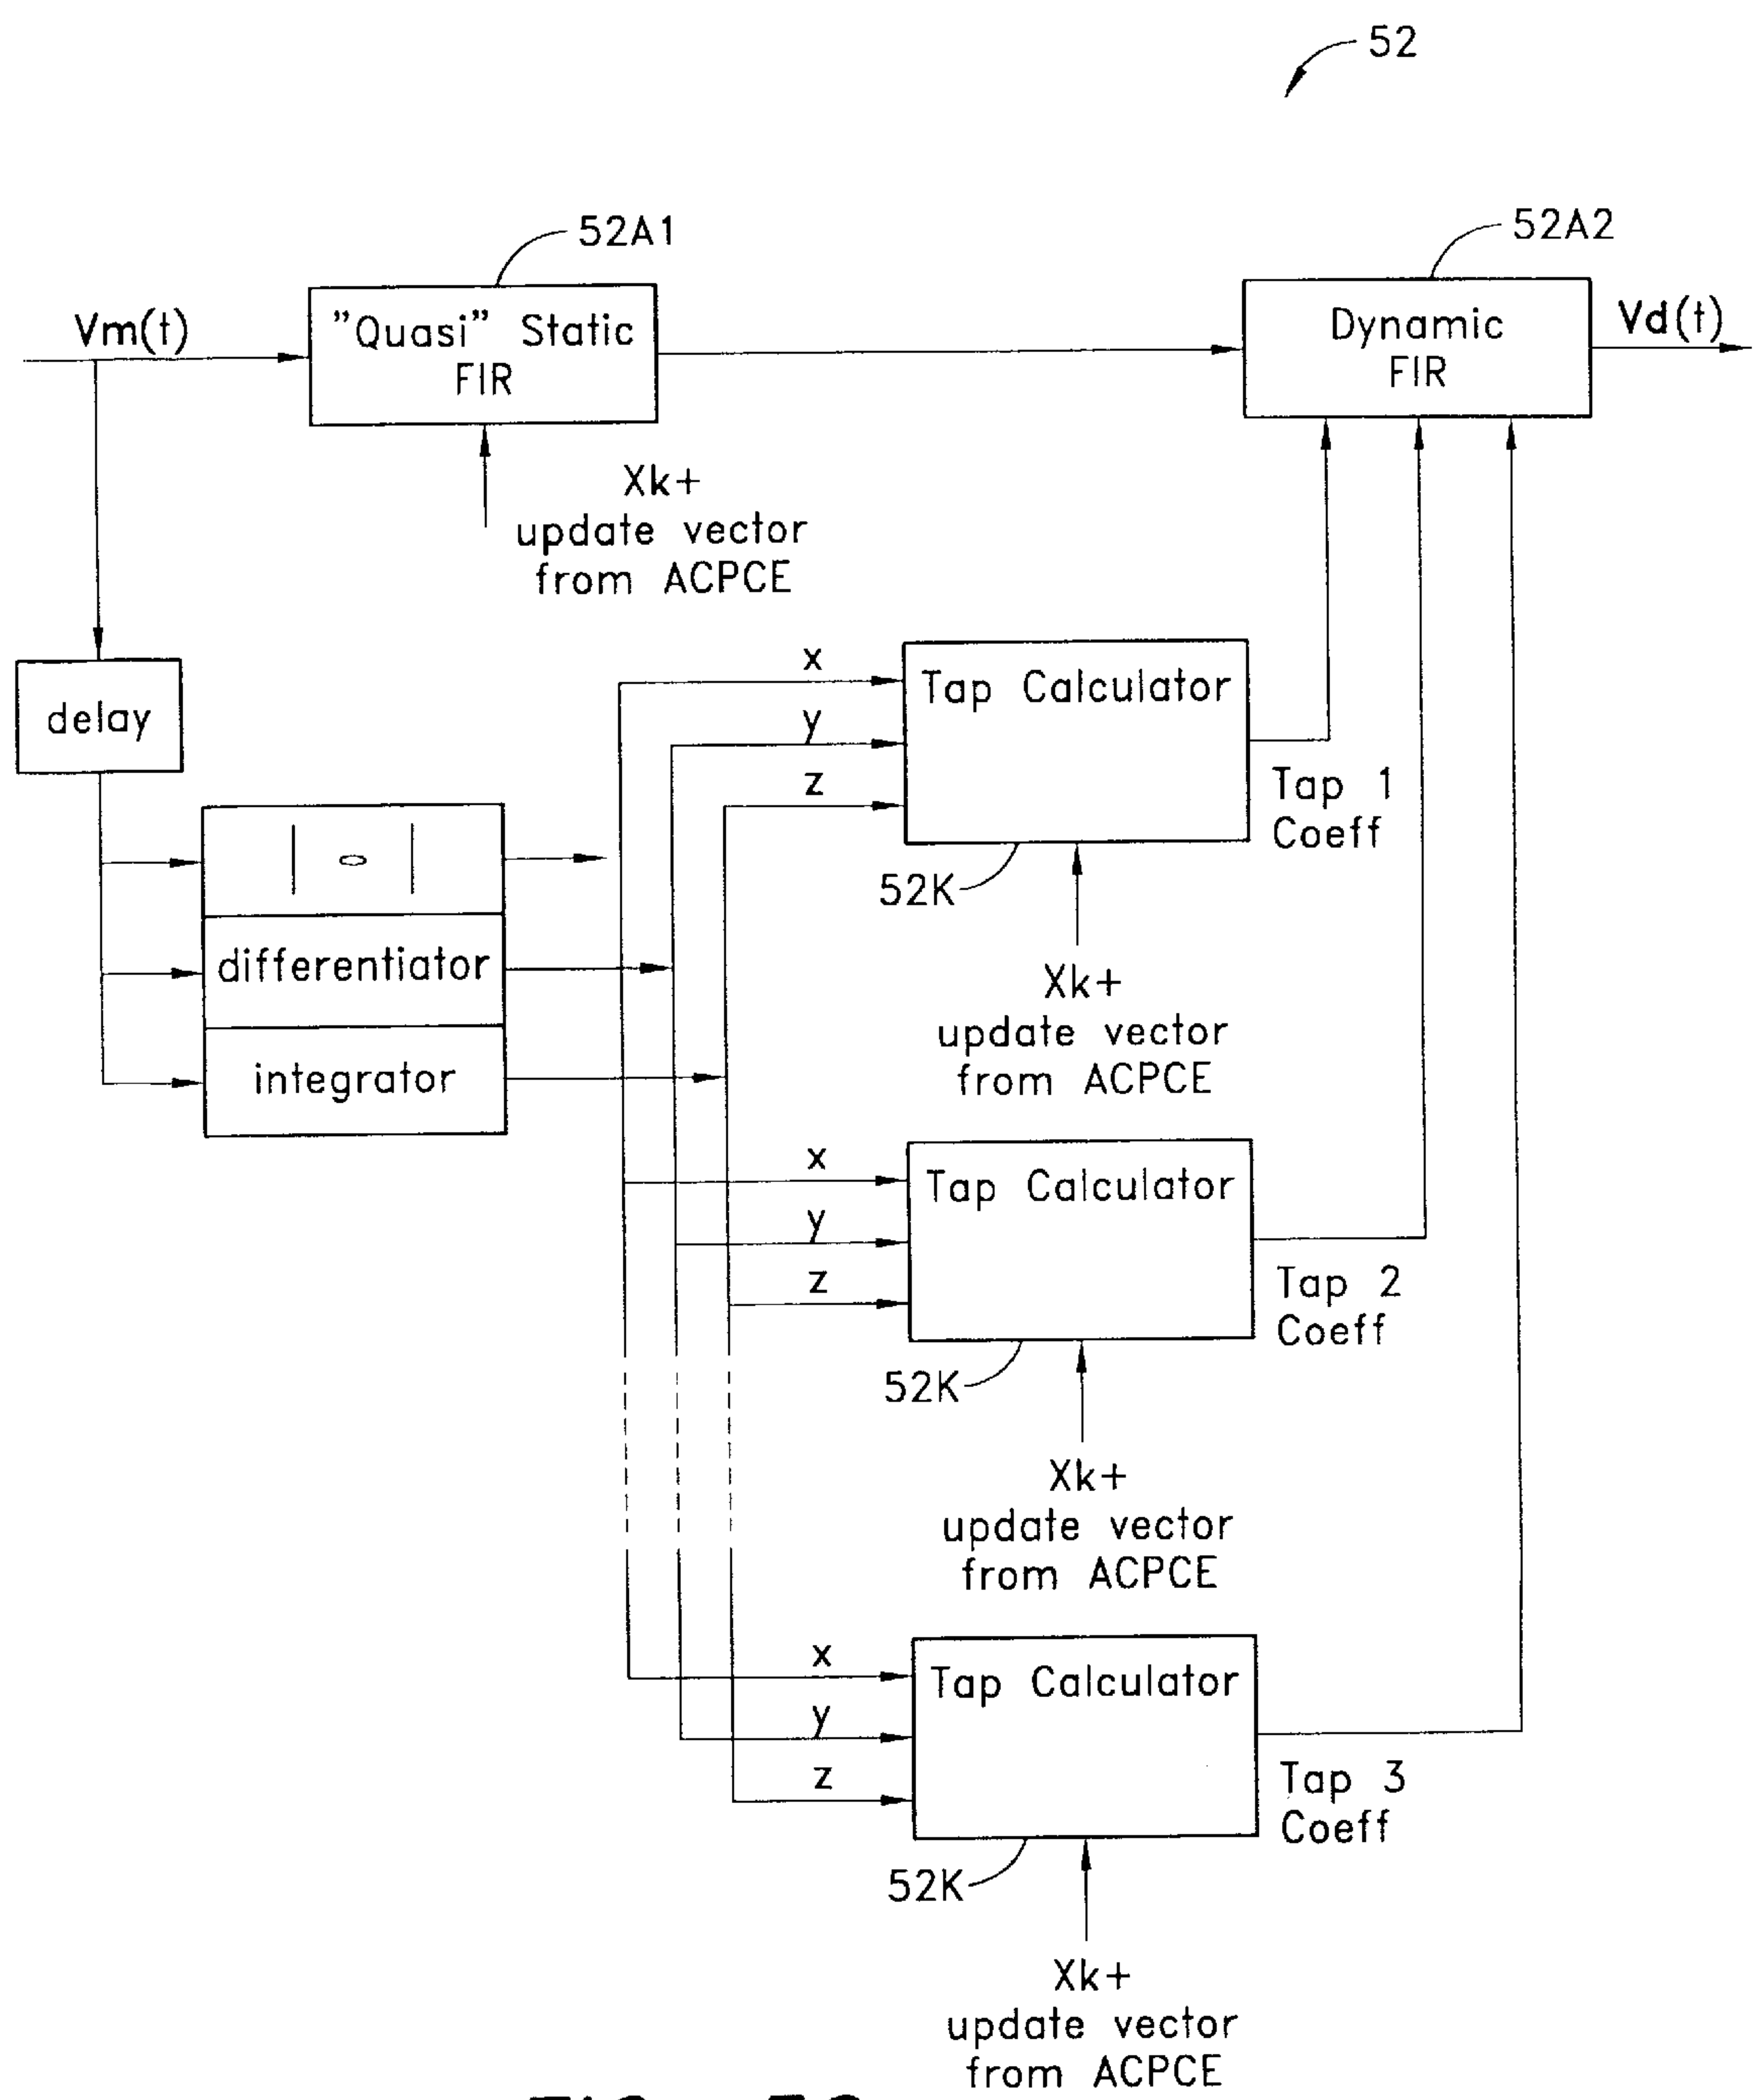 52
52A1
52A2
Vm(t)
"Quasi" Static
FIR
Dynamic
FIR
Vd(t)
Xk+
update vector
from ACPCE
delay
x
y
z
Tap Calculator
Tap 1
Coeff
52K
| o |
differentiator
integrator
Xk+
update vector
from ACPCE
x
y
z
Tap Calculator
Tap 2
Coeff
52K
Xk+
update vector
from ACPCE
x
y
z
Tap Calculator
Tap 3
Coeff
52K
Xk+
update vector
from ACPCE